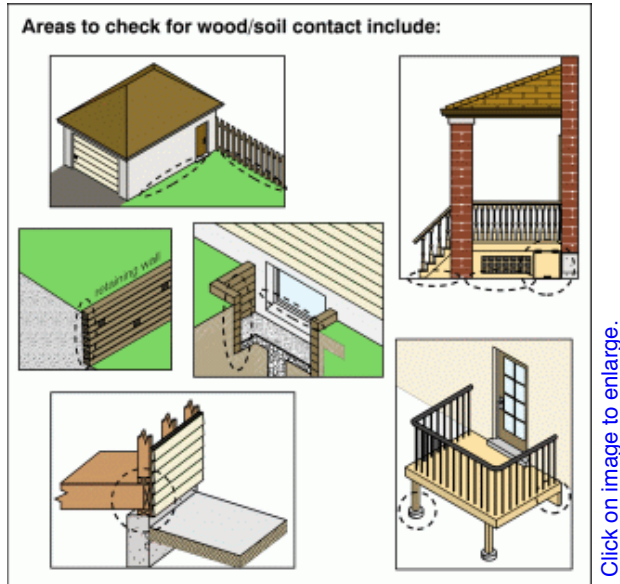 Areas to check for wood/soil contact include:
retaining wall
Click on image to enlarge.